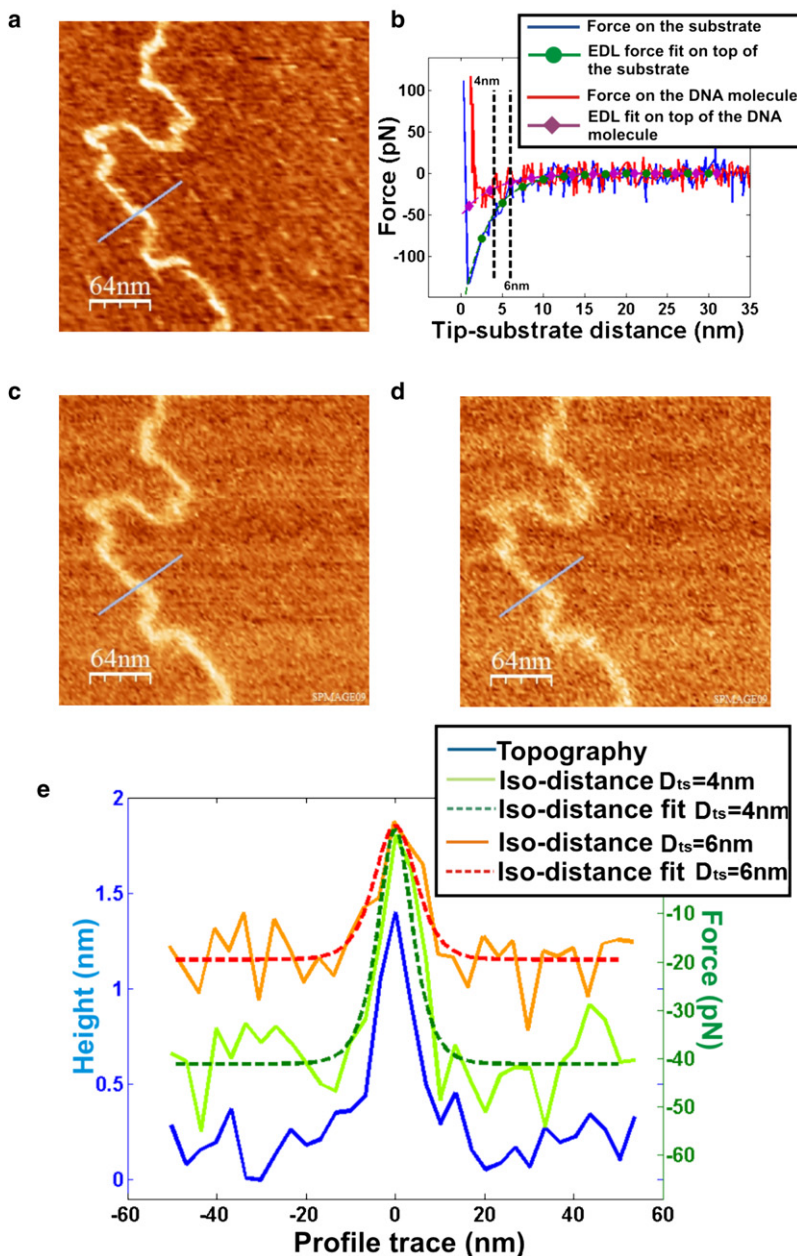 a
64nm
b
Force on the substrate
EDL force fit on top of
the substrate
Force on the DNA molecule
EDL fit on top of the DNA
molecule
4nm
6nm
100
50
0
-50
-100
Force (pN)
0 5 10 15 20 25 30 35
Tip-substrate distance (nm)
c
64nm
SPMAGE09
d
64nm
SPMAGE09
e
Topography
Iso-distance Dts=4nm
Iso-distance fit Dts=4nm
Iso-distance Dts=6nm
Iso-distance fit Dts=6nm
2
1.5
1
0.5
0
Height (nm)
-10
-20
-30
-40
-50
-60
Force (pN)
-60 -40 -20 0 20 40 60
Profile trace (nm)